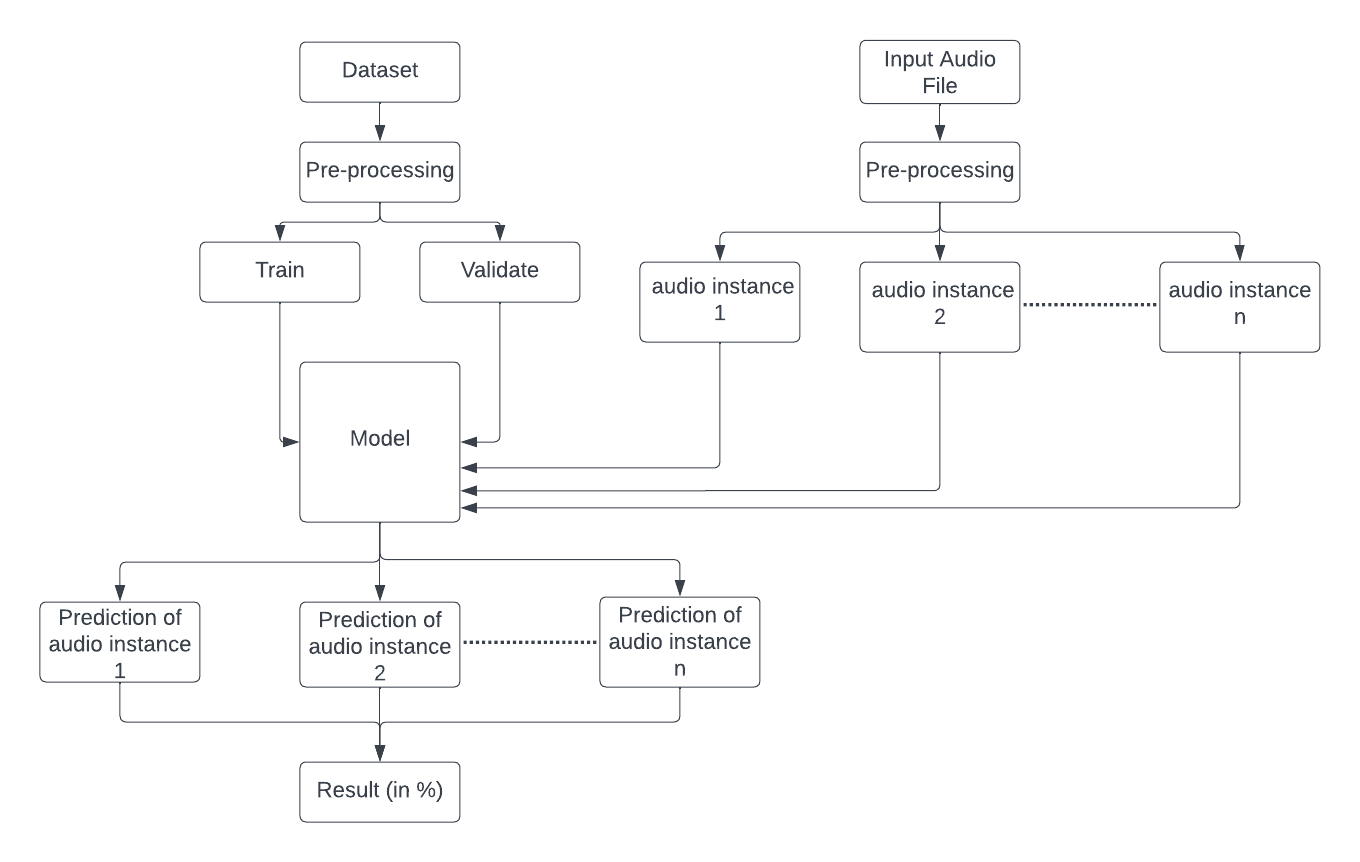 Dataset
Input Audio
File
Pre-processing
Pre-processing
Train
Validate
audio instance
1
audio instance
2
audio instance
n
Model
Prediction of
audio instance
1
Prediction of
audio instance
2
Prediction of
audio instance
n
Result (in %)